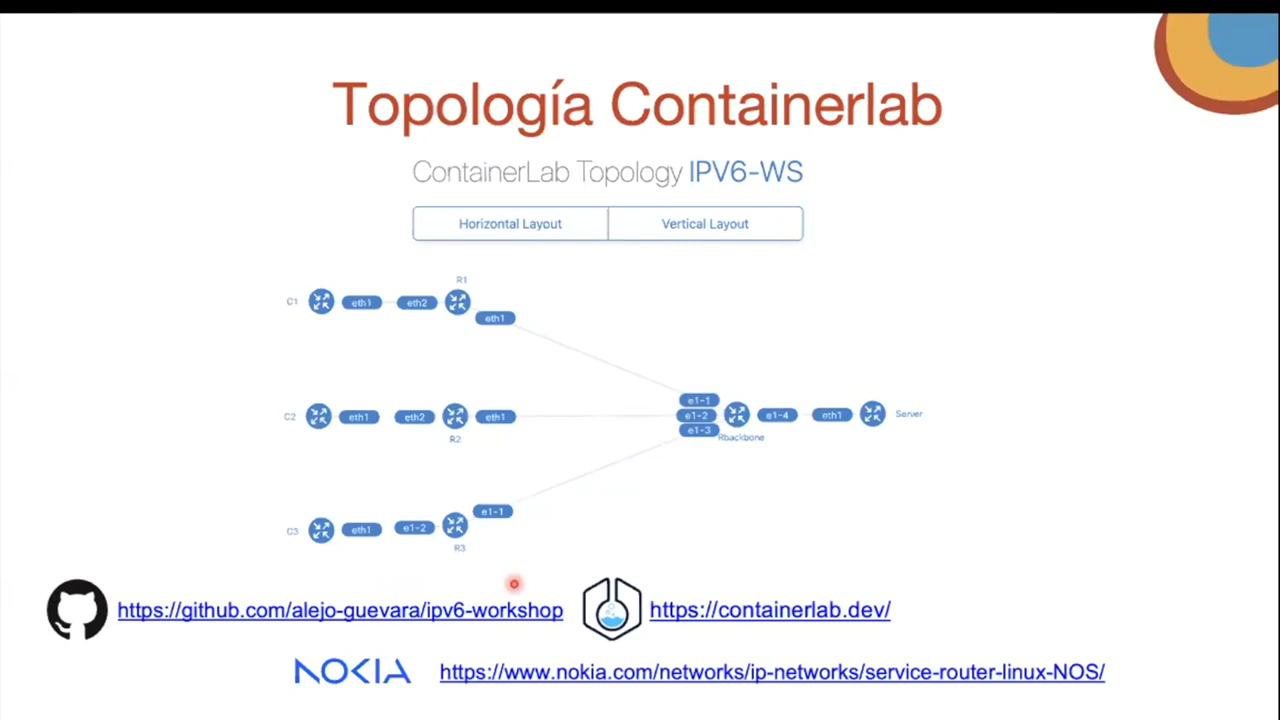 Topología Containerlab
ContainerLab Topology IPV6-WS
Horizontal Layout
Vertical Layout
R1
C1
eth1
eth2
eth1
C2
eth1
eth2
eth1
R2
e1-1
e1-2
e1-3
Rbackbone
e1-4
eth1
Server
C3
eth1
e1-2
e1-1
R3
https://github.com/alejo-guevara/ipv6-workshop
https://containerlab.dev/
NOKIA
https://www.nokia.com/networks/ip-networks/service-router-linux-NOS/